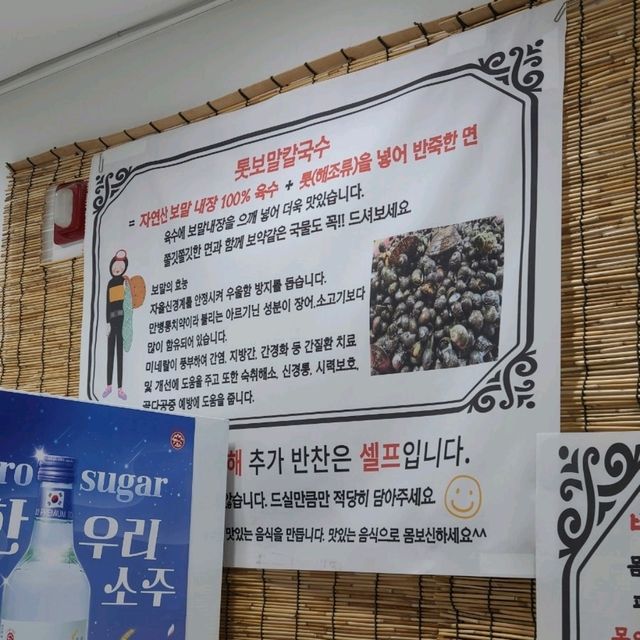 톳보말칼국수
= 자연산 보말 내장 100% 육수 + 톳(해조류)을 넣어 반죽한 면
육수에 보말내장을 으깨 넣어 더욱 맛있습니다.
쫄깃쫄깃한 면과 함께 보약같은 국물도 꼭!! 드셔보세요
보말의 효능
자율신경계를 안정시켜 우울함 방지를 돕습니다.
만병통치약이라 불리는 아르기닌 성분이 장어,소고기보다
많이 함유되어 있습니다.
미네랄이 풍부하여 간염, 지방간, 간경화 등 간질환 치료
및 개선에 도움을 주고 또한 숙취해소, 신경통, 시력보호,
골다공증 예방에 도움을 줍니다.
해 추가 반찬은 셀프입니다.
않습니다. 드실만큼만 적당히 담아주세요
맛있는 음식을 만듭니다. 맛있는 음식으로 몸보신하세요^^
ro sugar
한 우리
소주
PREMIUM